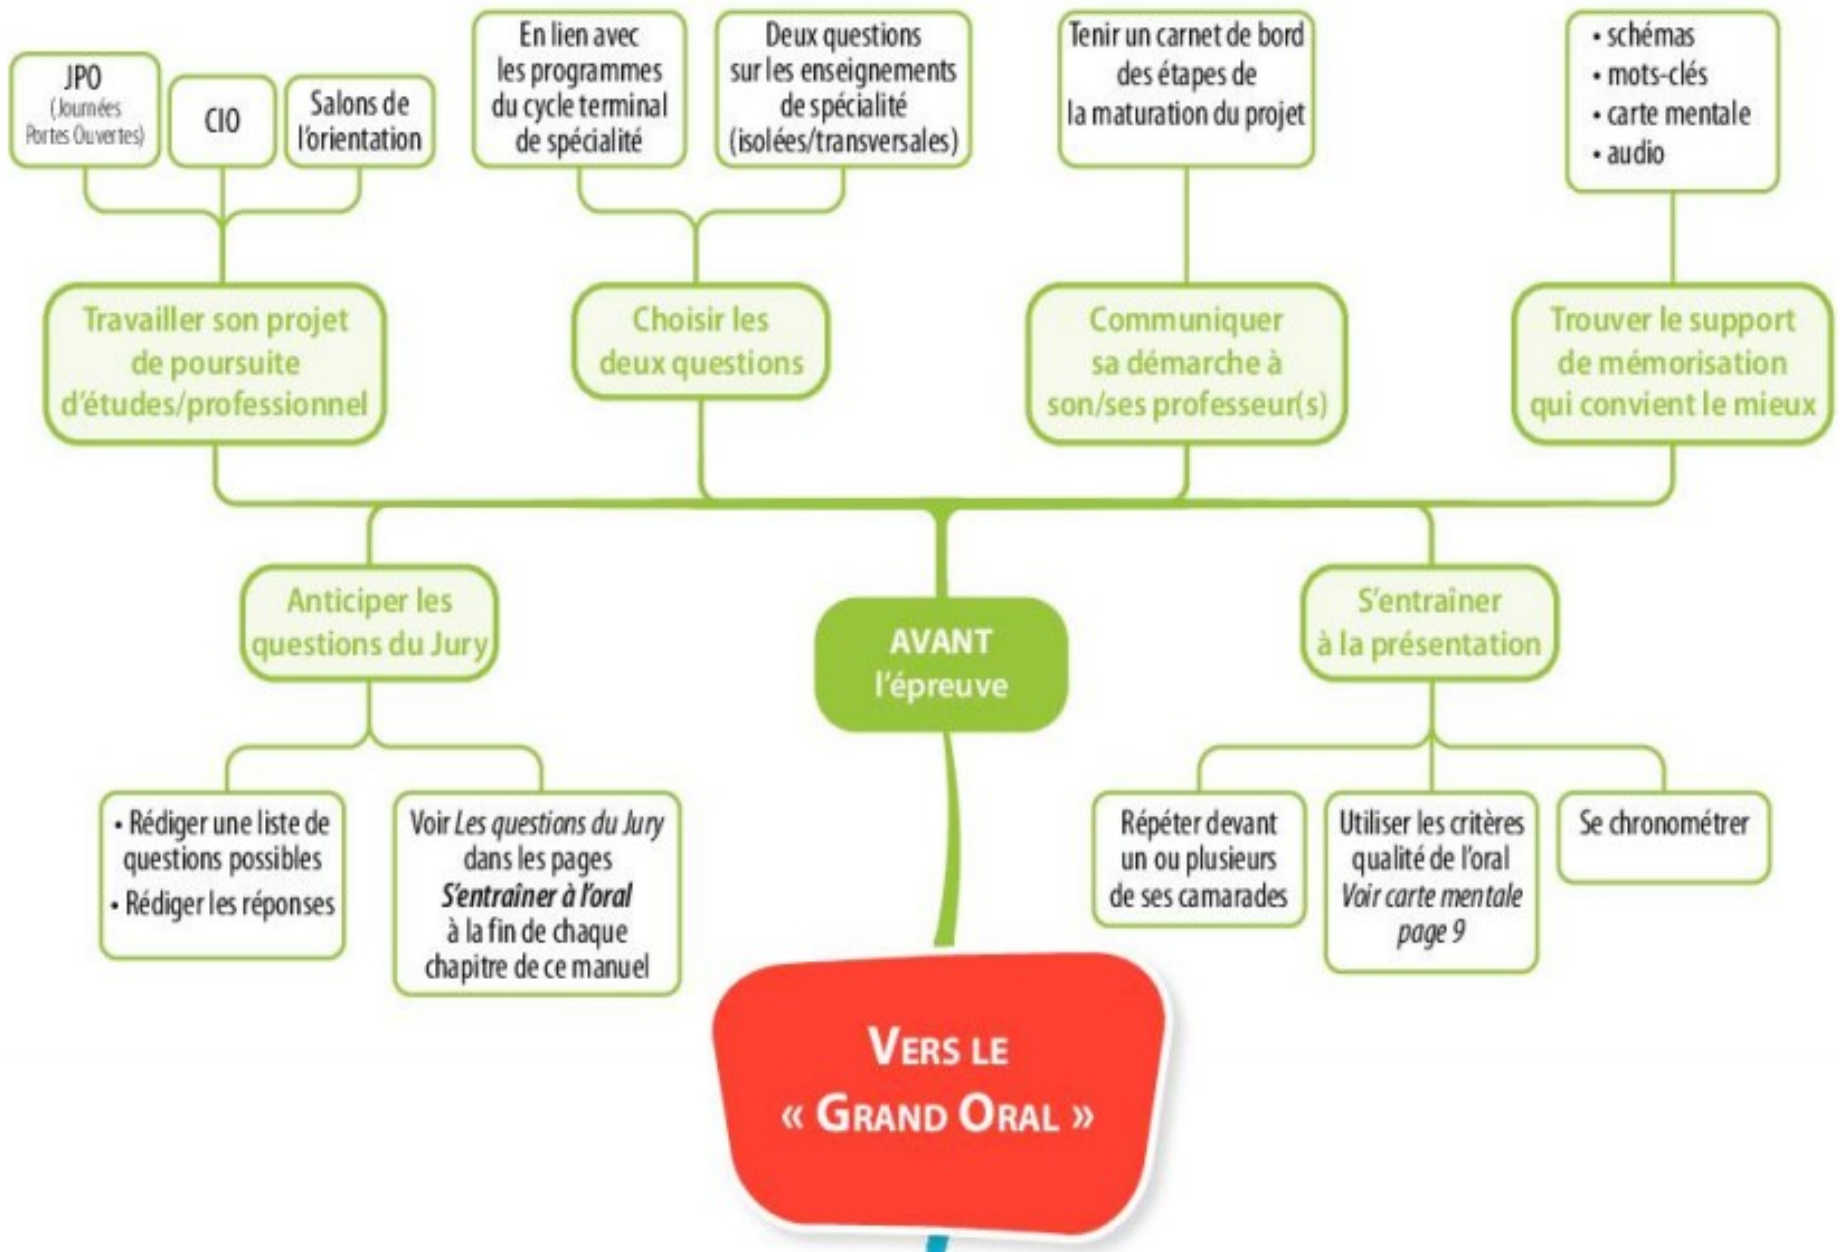 JPO
(Journées
Portes Ouvertes)
CIO
Salons de
l'orientation
En lien avec
les programmes
du cycle terminal
de spécialité
Deux questions
sur les enseignements
de spécialité
(isolées/transversales)
Tenir un carnet de bord
des étapes de
la maturation du projet
• schémas
• mots-clés
• carte mentale
• audio
Travailler son projet
de poursuite
d'études/professionnel
Choisir les
deux questions
Communiquer
sa démarche à
son/ses professeur(s)
Trouver le support
de mémorisation
qui convient le mieux
Anticiper les
questions du Jury
AVANT
l'épreuve
S'entraîner
à la présentation
• Rédiger une liste de
questions possibles
• Rédiger les réponses
Voir Les questions du Jury
dans les pages
S'entraîner à l'oral
à la fin de chaque
chapitre de ce manuel
Répéter devant
un ou plusieurs
de ses camarades
Utiliser les critères
qualité de l'oral
Voir carte mentale
page 9
Se chronométrer
VERS LE
« GRAND ORAL »